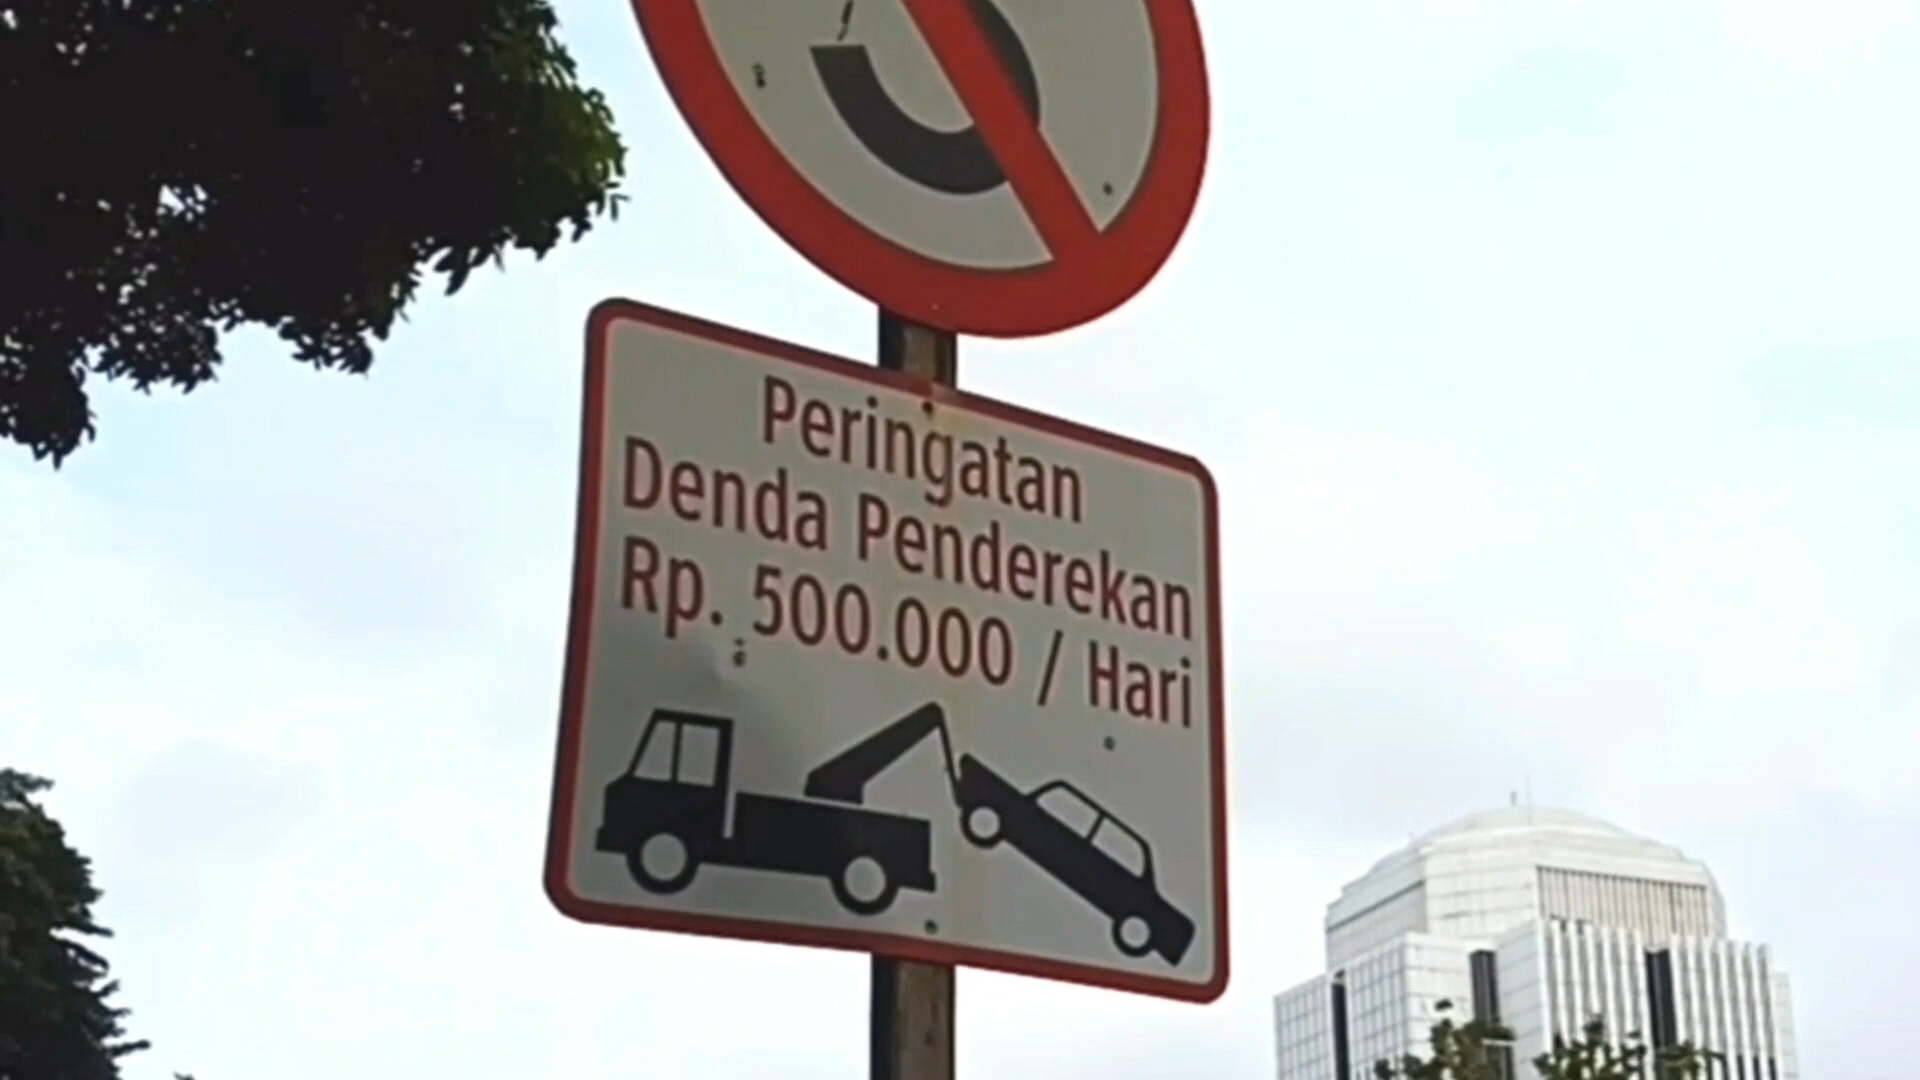 Peringatan
Denda Penderekan
Rp. 500.000 / Hari